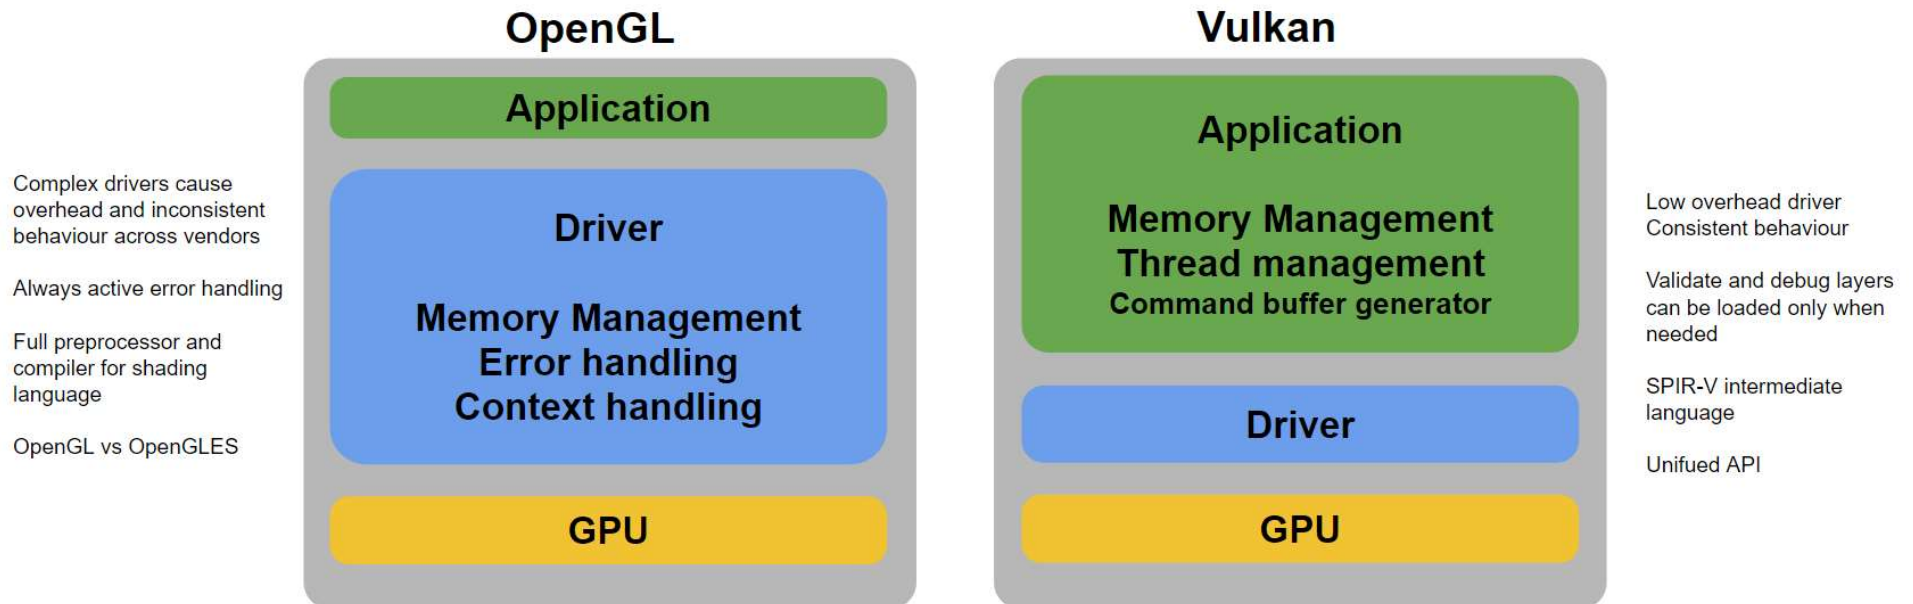 OpenGL
Application
Driver
Memory Management
Error handling
Context handling
GPU
Complex drivers cause
overhead and inconsistent
behaviour across vendors
Always active error handling
Full preprocessor and
compiler for shading
language
OpenGL vs OpenGLES
Vulkan
Application
Memory Management
Thread management
Command buffer generator
Driver
GPU
Low overhead driver
Consistent behaviour
Validate and debug layers
can be loaded only when
needed
SPIR-V intermediate
language
Unifued API